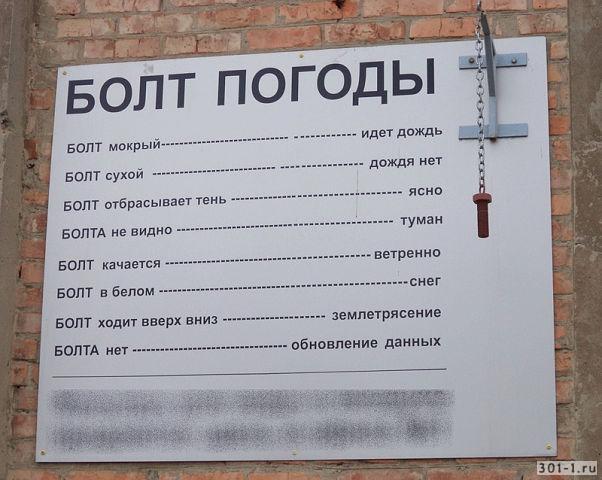 БОЛТ ПОГОДЫ
БОЛТ мокрый-------------------------- ------------ идет дождь
БОЛТ сухой -------------------------- ---------------- дождя нет
БОЛТ отбрасывает тень---------------------------------- ясно
БОЛТА не видно ------------------------------------------- туман
БОЛТ качается ---------------------------------------- ветренно
БОЛТ в белом ------------------------------------------------снег
БОЛТ ходит вверх вниз -------------------- землетрясение
БОЛТА нет ------------------------------ обновление данных
301-1.ru